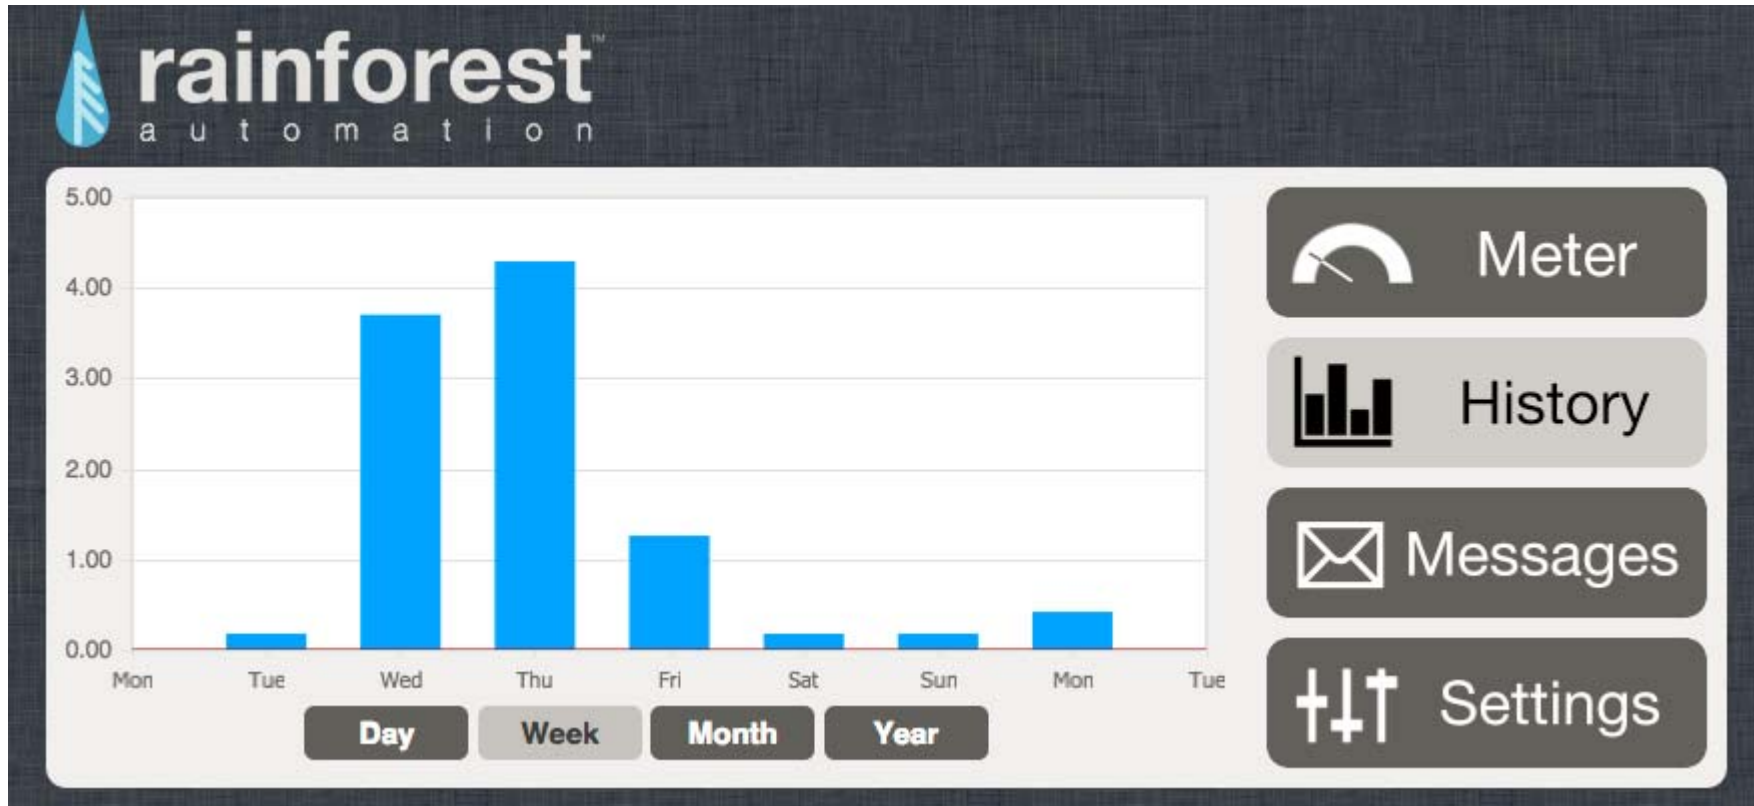 rainforest™
automation
5.00
4.00
3.00
2.00
1.00
0.00
Mon Tue Wed Thu Fri Sat Sun Mon Tue
Day Week Month Year
Meter
History
Messages
Settings